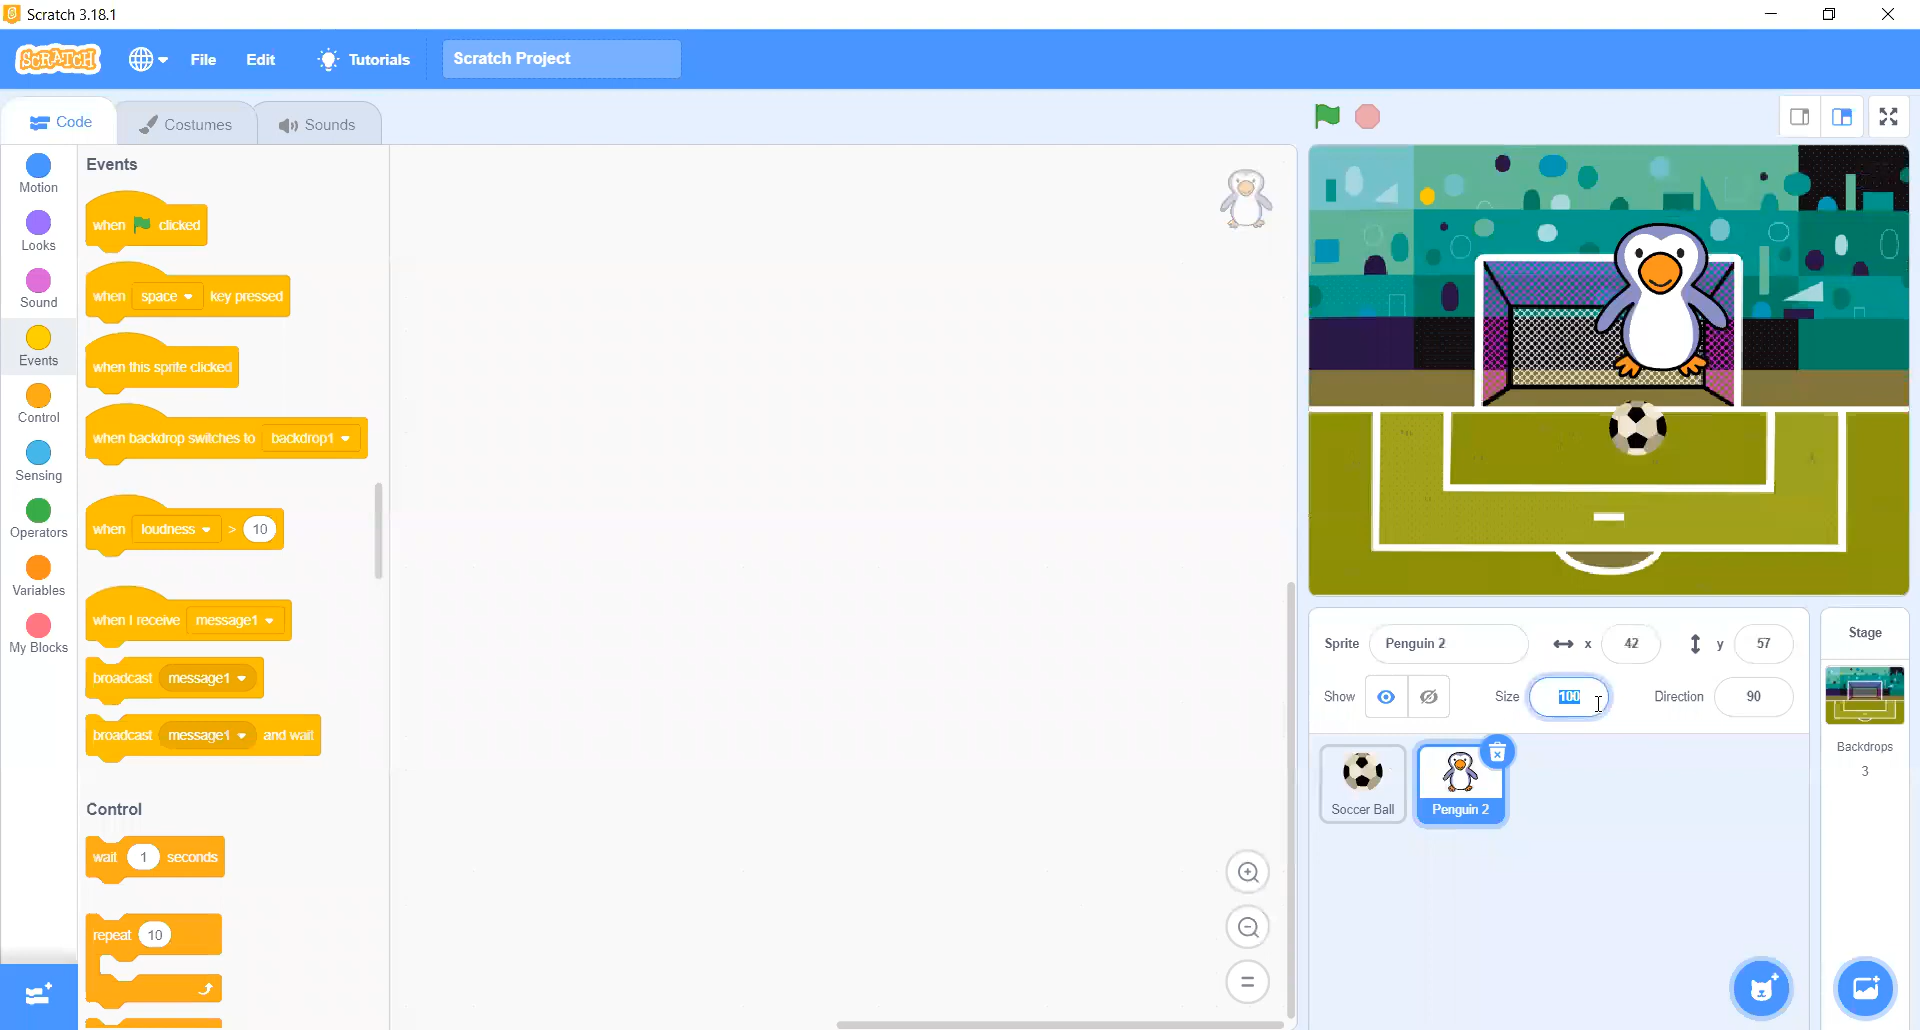 Scratch 3.18.1
SCRATCH
File
Edit
Tutorials
Scratch Project
Code
Costumes
Sounds
Motion
Looks
Sound
Events
Control
Sensing
Operators
Variables
My Blocks
Events
when clicked
when space key pressed
when this sprite clicked
when backdrop switches to backdrop1
when loudness > 10
when I receive message1
broadcast message1
broadcast message1 and wait
Control
wait 1 seconds
repeat 10
Sprite Penguin 2 x 42 y 57
Show Size 100 Direction 90
Soccer Ball
Penguin 2
Stage
Backdrops
3